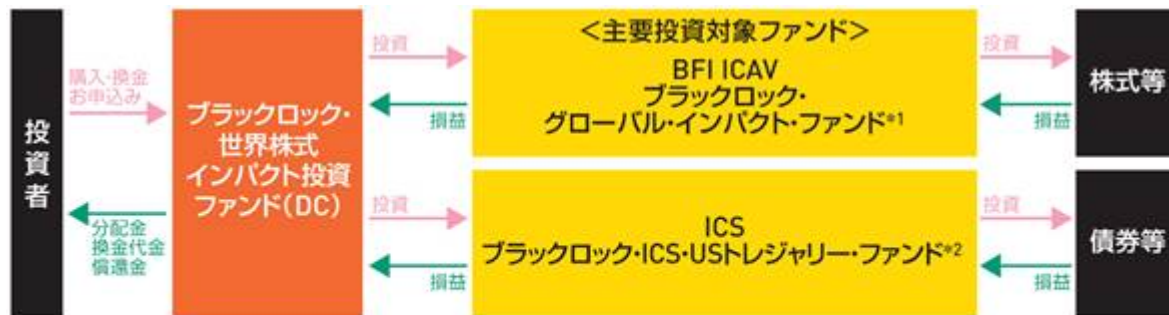 投資者
購入・換金
お申込み
分配金
換金代金
償還金
ブラックロック・
世界株式
インパクト投資
ファンド(DC)
投資
損益
<主要投資対象ファンド>
BFI ICAV
ブラックロック・
グローバル・インパクト・ファンド*1
投資
損益
株式等
投資
損益
ICS
ブラックロック・ICS・USトレジャリー・ファンド*2
投資
損益
債券等